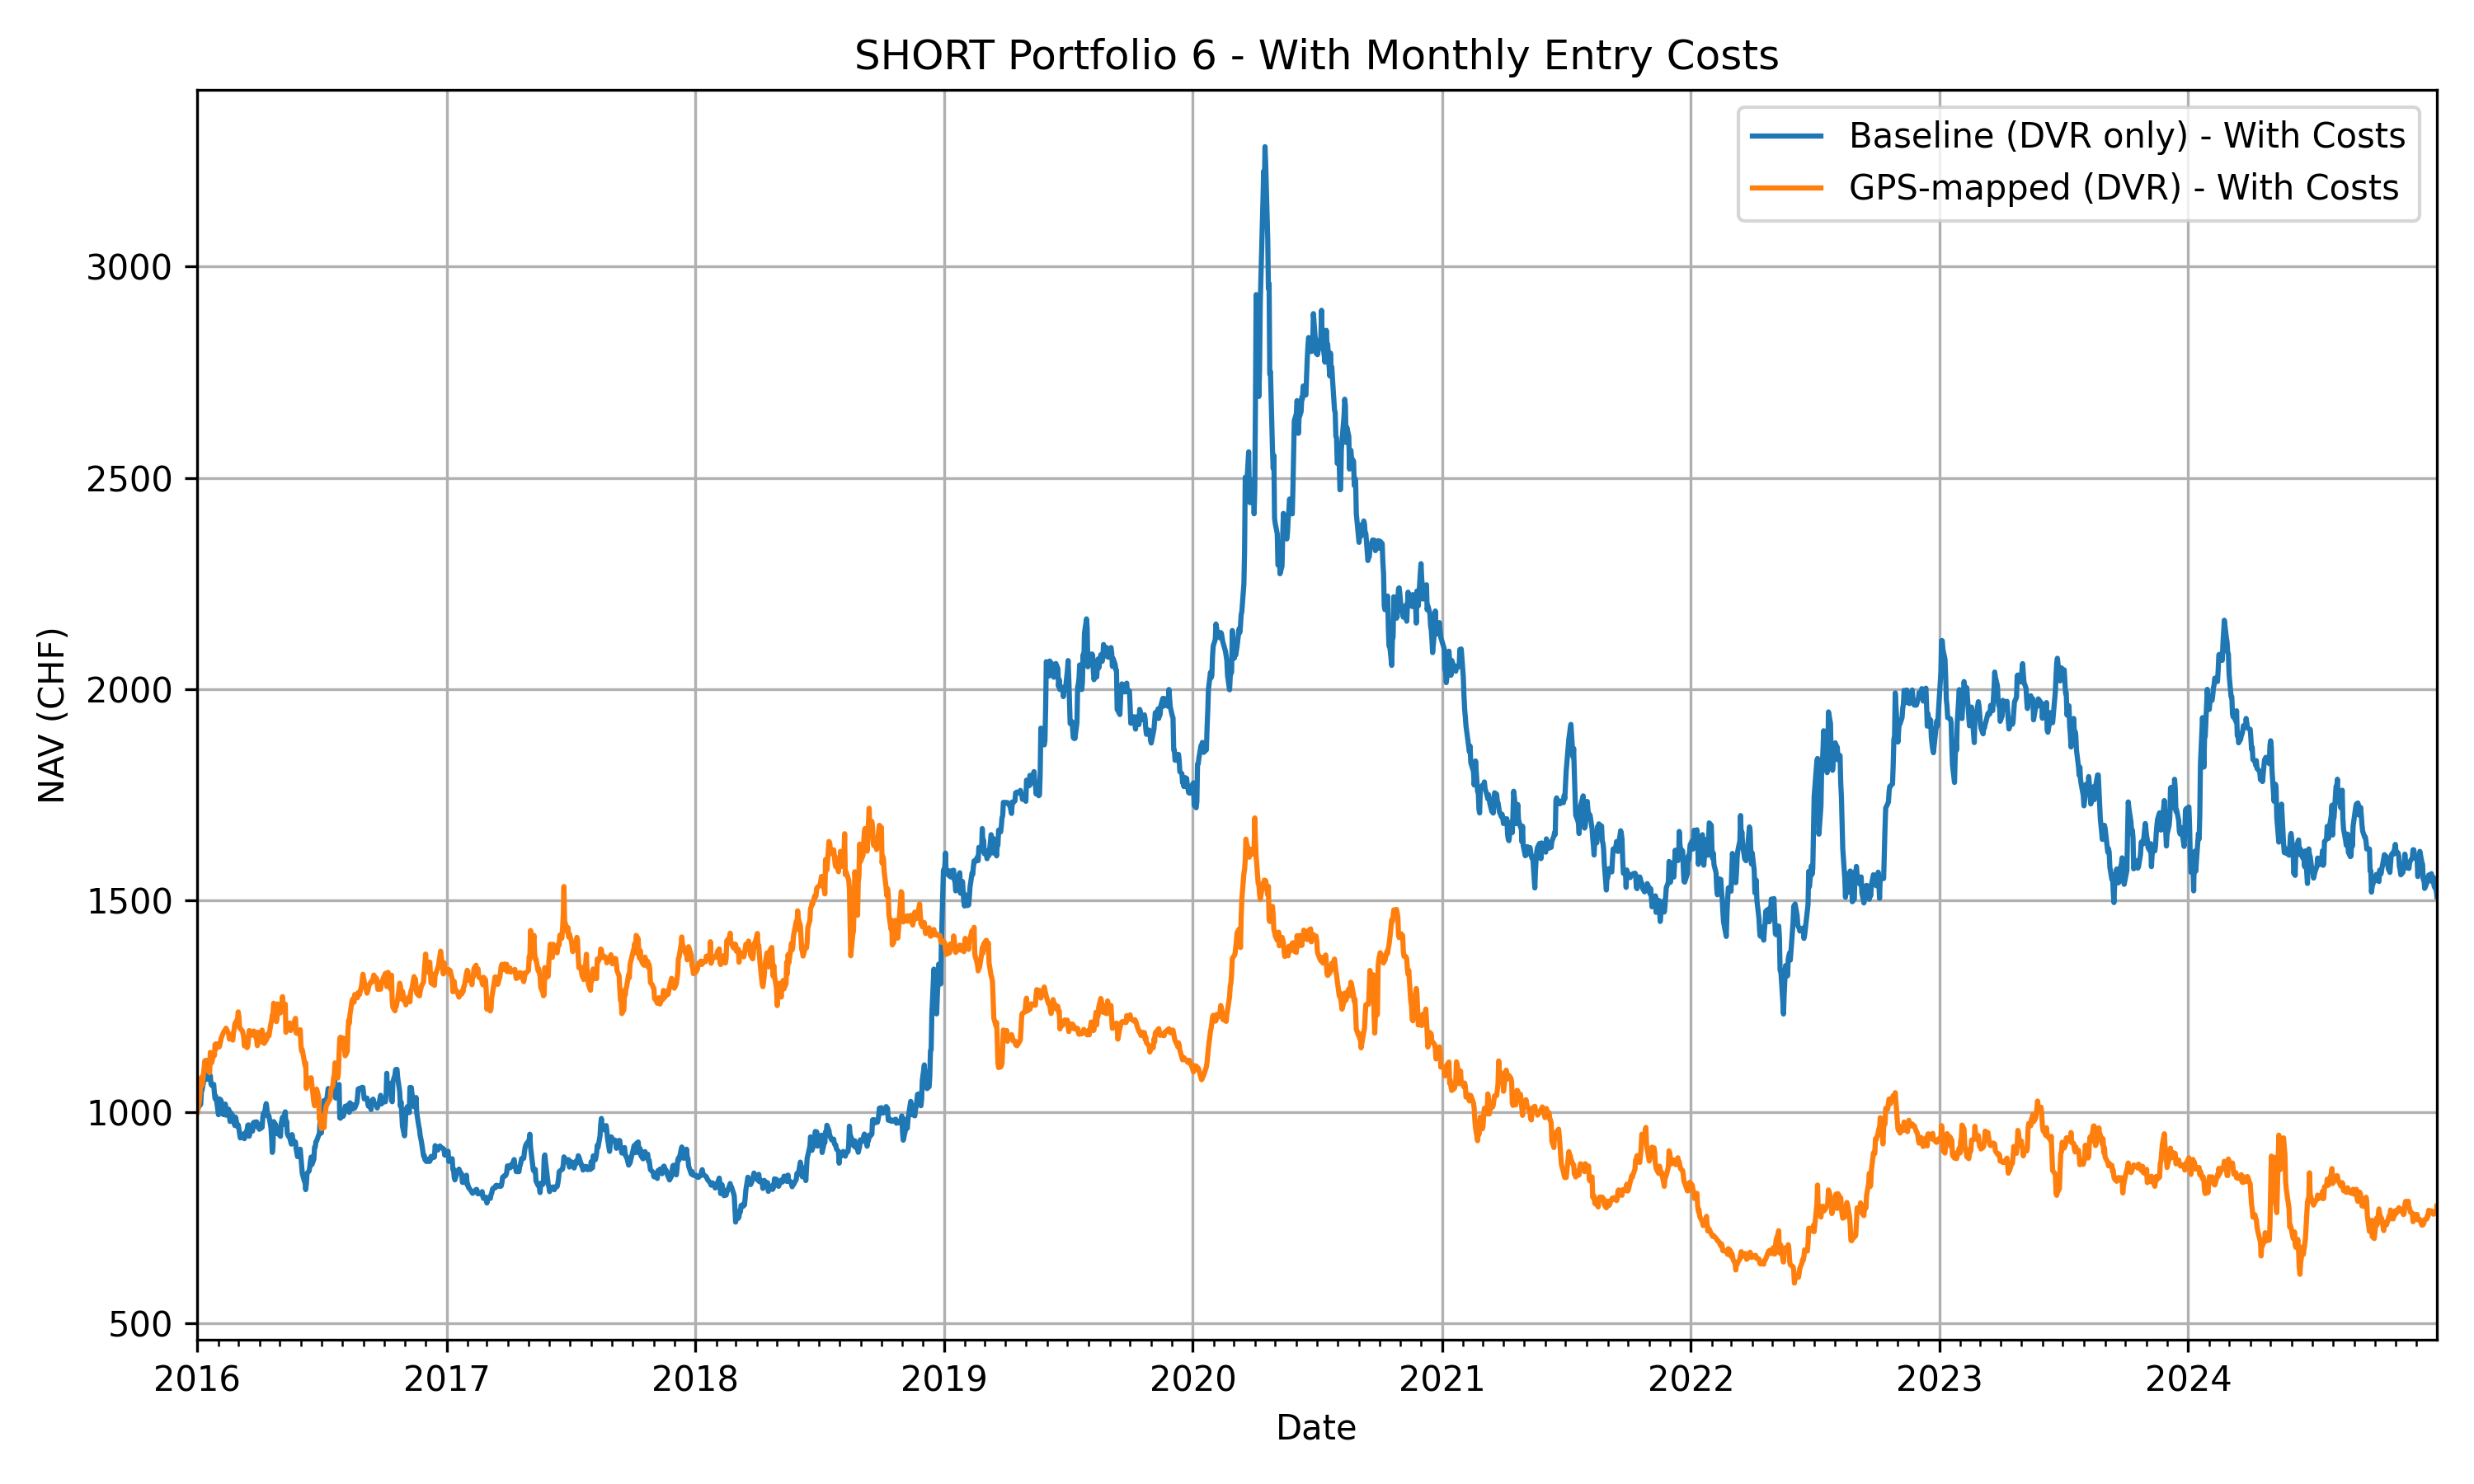 SHORT Portfolio 6 - With Monthly Entry Costs
Baseline (DVR only) - With Costs
GPS-mapped (DVR) - With Costs
NAV (CHF)
3000
2500
2000
1500
1000
500
2016 2017 2018 2019 2020 2021 2022 2023 2024
Date